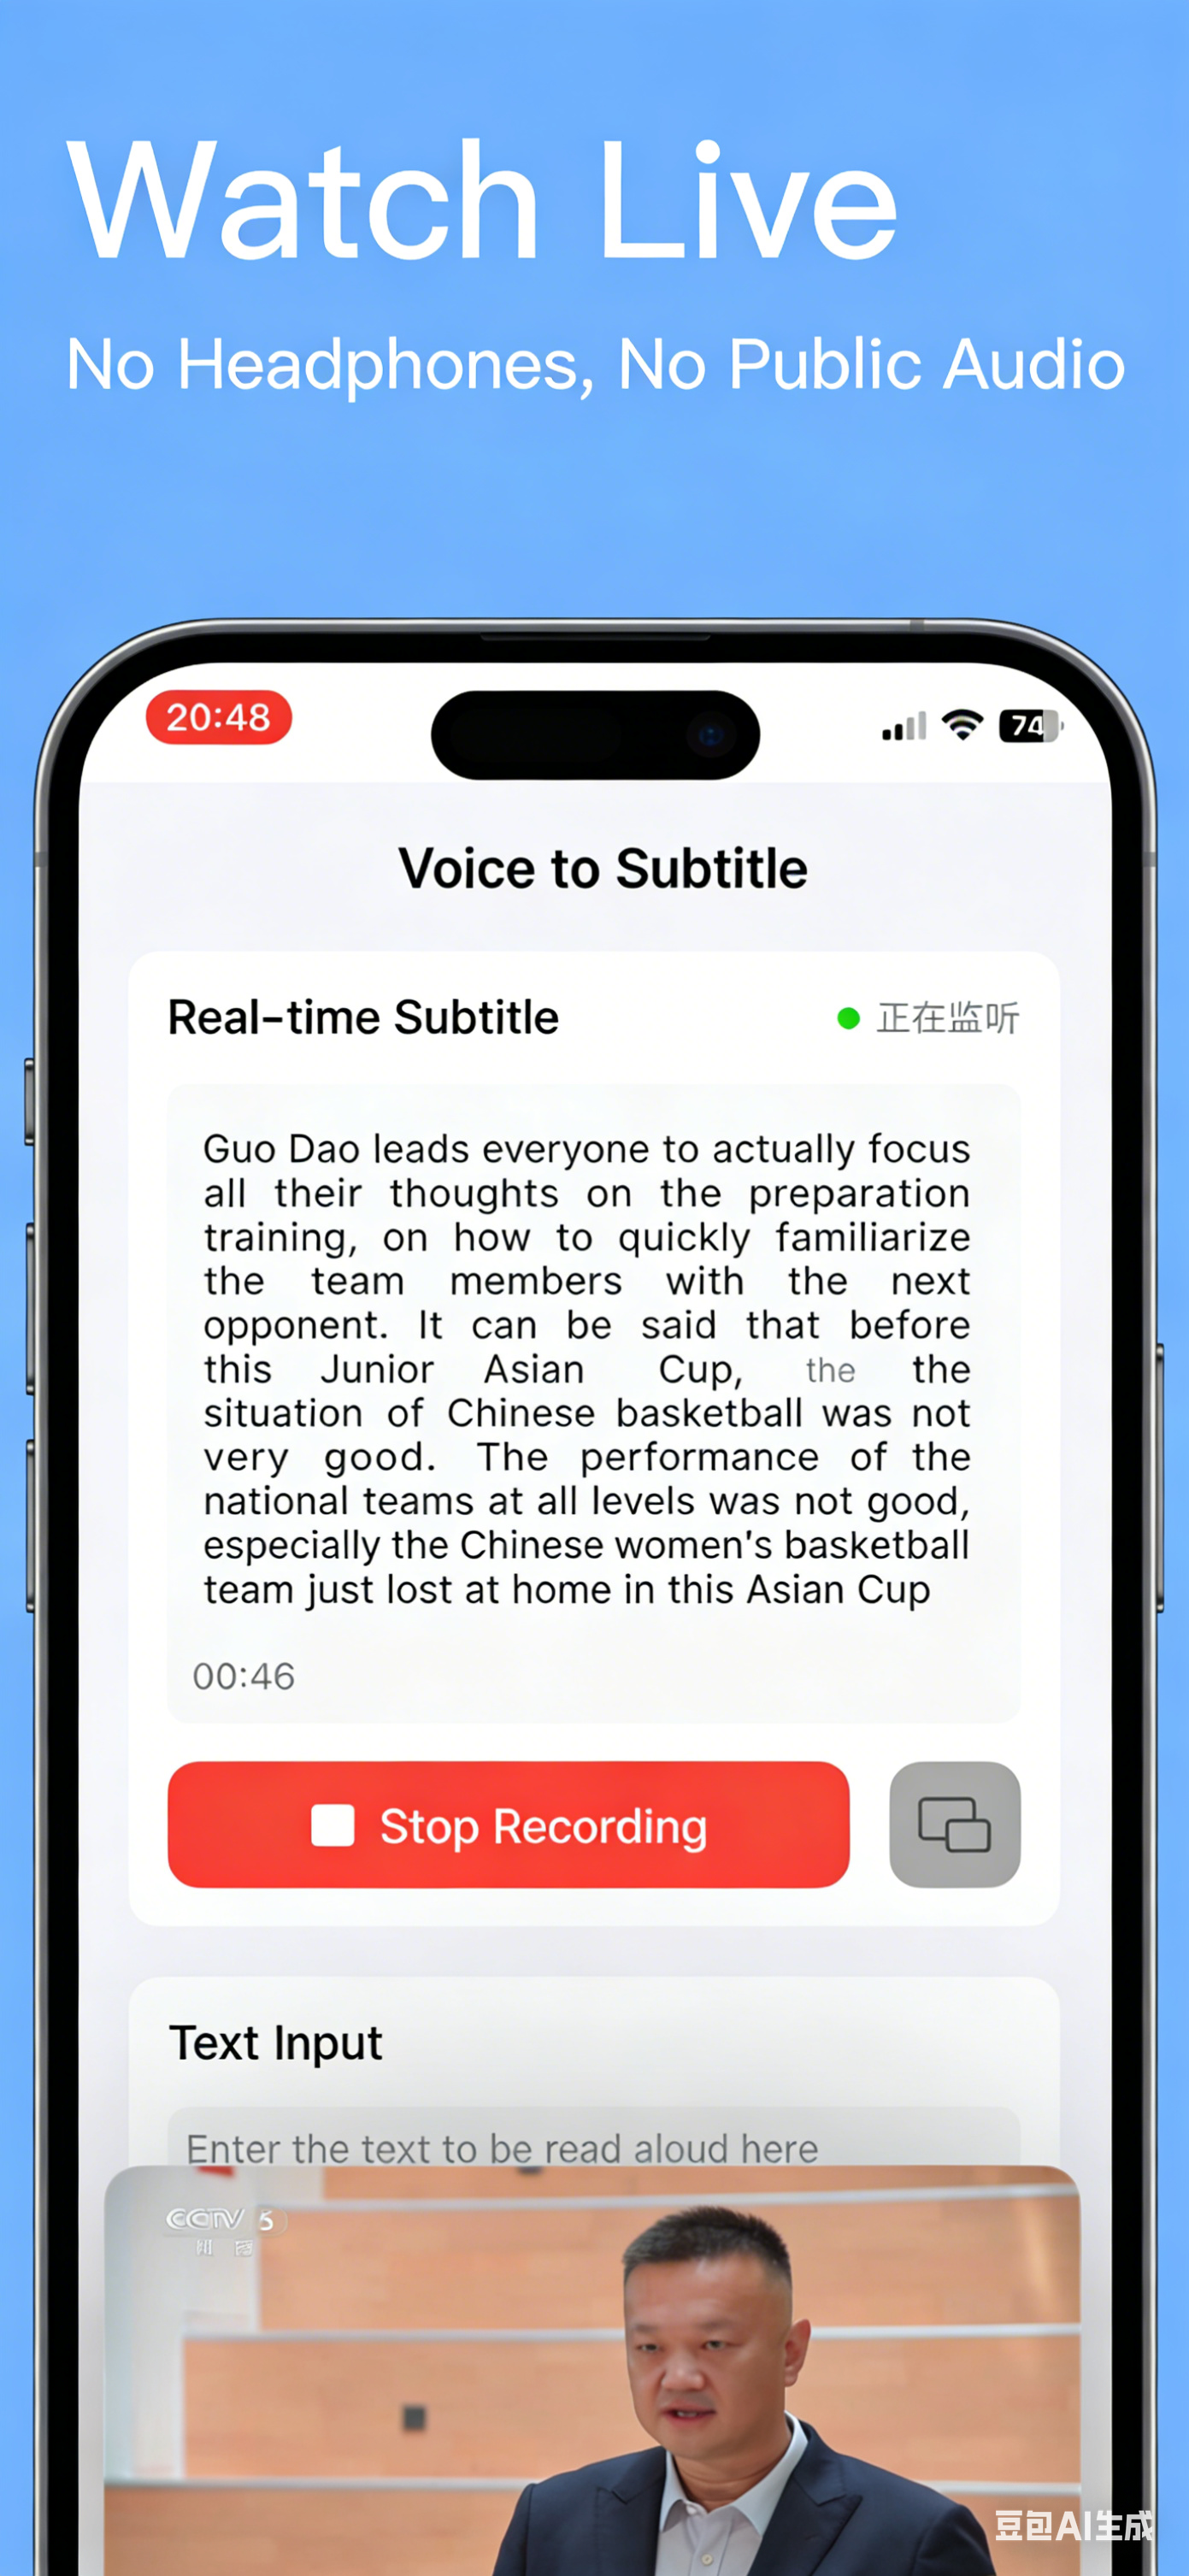 Watch Live
No Headphones, No Public Audio
20:48
74
Voice to Subtitle
Real-time Subtitle
正在监听
Guo Dao leads everyone to actually focus
all their thoughts on the preparation
training, on how to quickly familiarize
the team members with the next
opponent. It can be said that before
this Junior Asian Cup, the the
situation of Chinese basketball was not
very good. The performance of the
national teams at all levels was not good,
especially the Chinese women's basketball
team just lost at home in this Asian Cup
00:46
Stop Recording
Text Input
Enter the text to be read aloud here
CCTV 5
豆包AI生成